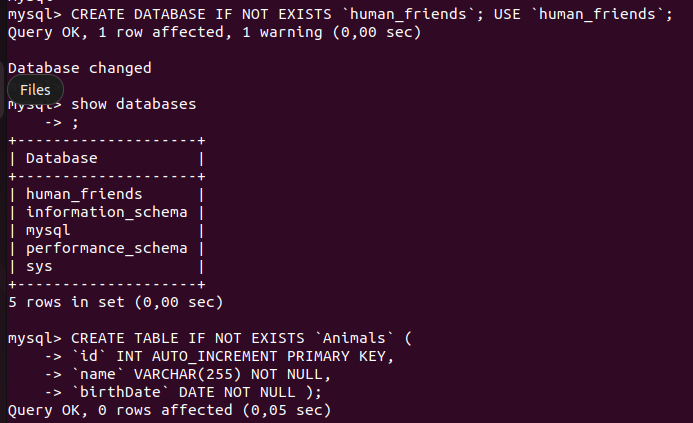 mysql> CREATE DATABASE IF NOT EXISTS `human_friends`; USE `human_friends`;
Query OK, 1 row affected, 1 warning (0,00 sec)
Database changed
Files
mysql> show databases
    -> ;
+--------------------+
| Database           |
+--------------------+
| human_friends      |
| information_schema |
| mysql              |
| performance_schema |
| sys                |
+--------------------+
5 rows in set (0,00 sec)
mysql> CREATE TABLE IF NOT EXISTS `Animals` (
    -> `id` INT AUTO_INCREMENT PRIMARY KEY,
    -> `name` VARCHAR(255) NOT NULL,
    -> `birthDate` DATE NOT NULL );
Query OK, 0 rows affected (0,05 sec)